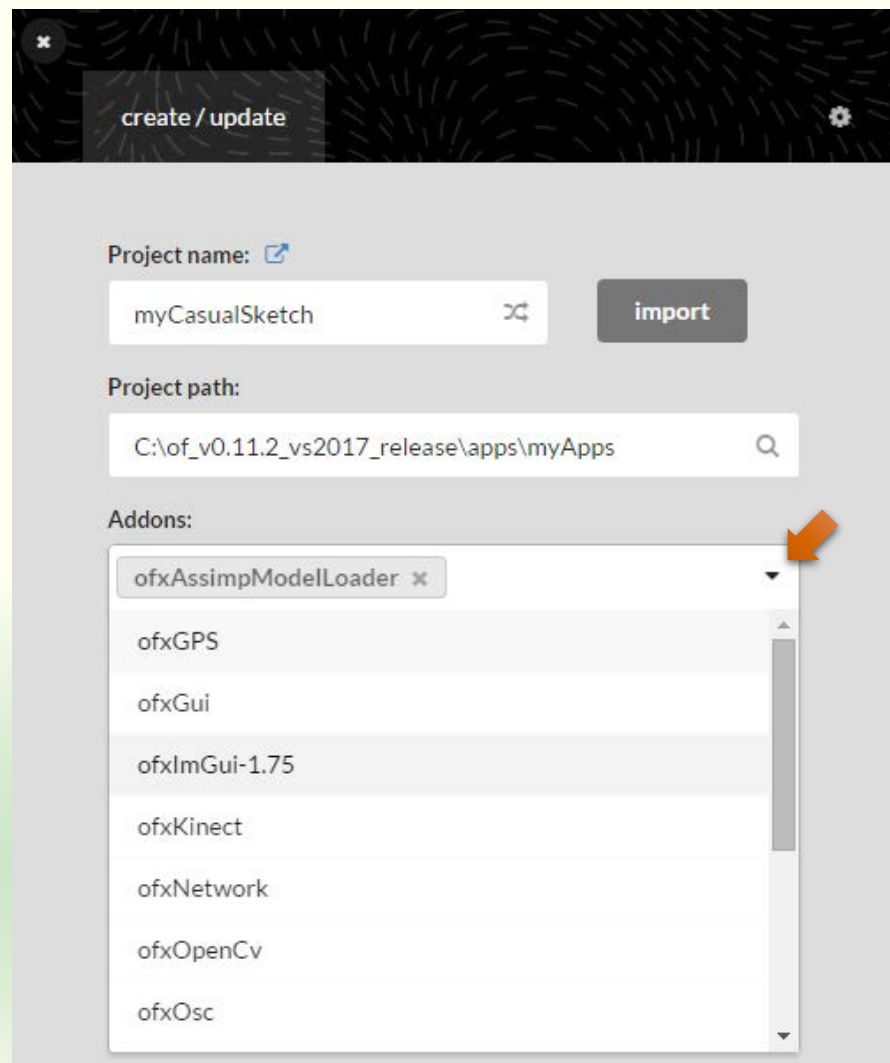 create / update
Project name:
myCasualSketch
import
Project path:
C:\of_v0.11.2_vs2017_release\apps\myApps
Addons:
ofxAssimpModelLoader
ofxGPS
ofxGui
ofxImGui-1.75
ofxKinect
ofxNetwork
ofxOpenCv
ofxOsc